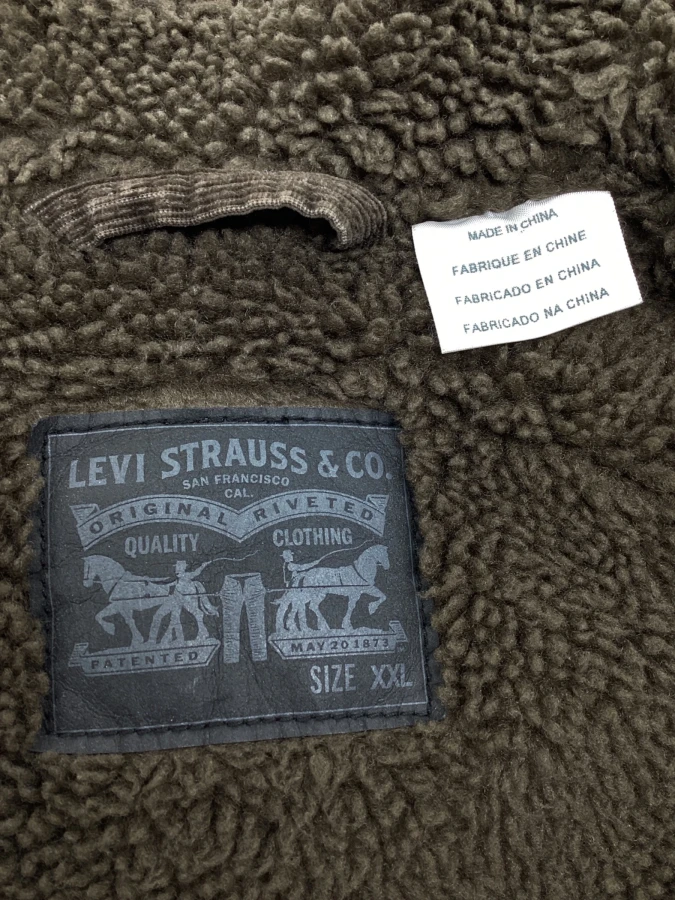 MADE IN CHINA
FABRIQUE EN CHINE
FABRICADO EN CHINA
FABRICADO NA CHINA
LEVI STRAUSS & CO.
SAN FRANCISCO
CAL.
ORIGINAL RIVETED
QUALITY CLOTHING
PATENTED MAY 20 1873
SIZE XXL